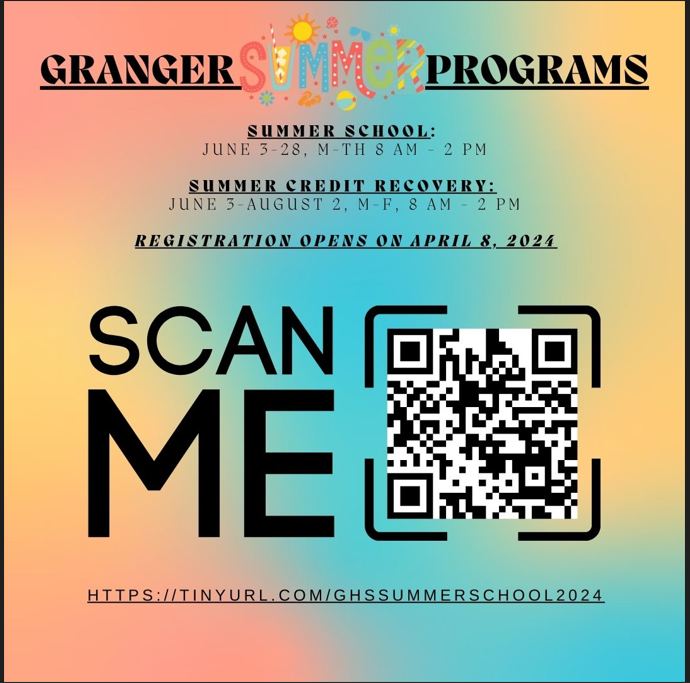 GRANGER SUMMER PROGRAMS
SUMMER SCHOOL:
JUNE 3-28, M-TH 8 AM - 2 PM
SUMMER CREDIT RECOVERY:
JUNE 3-AUGUST 2, M-F, 8 AM - 2 PM
REGISTRATION OPENS ON APRIL 8, 2024
SCAN
ME
HTTPS://TINYURL.COM/GHSSUMMERSCHOOL2024